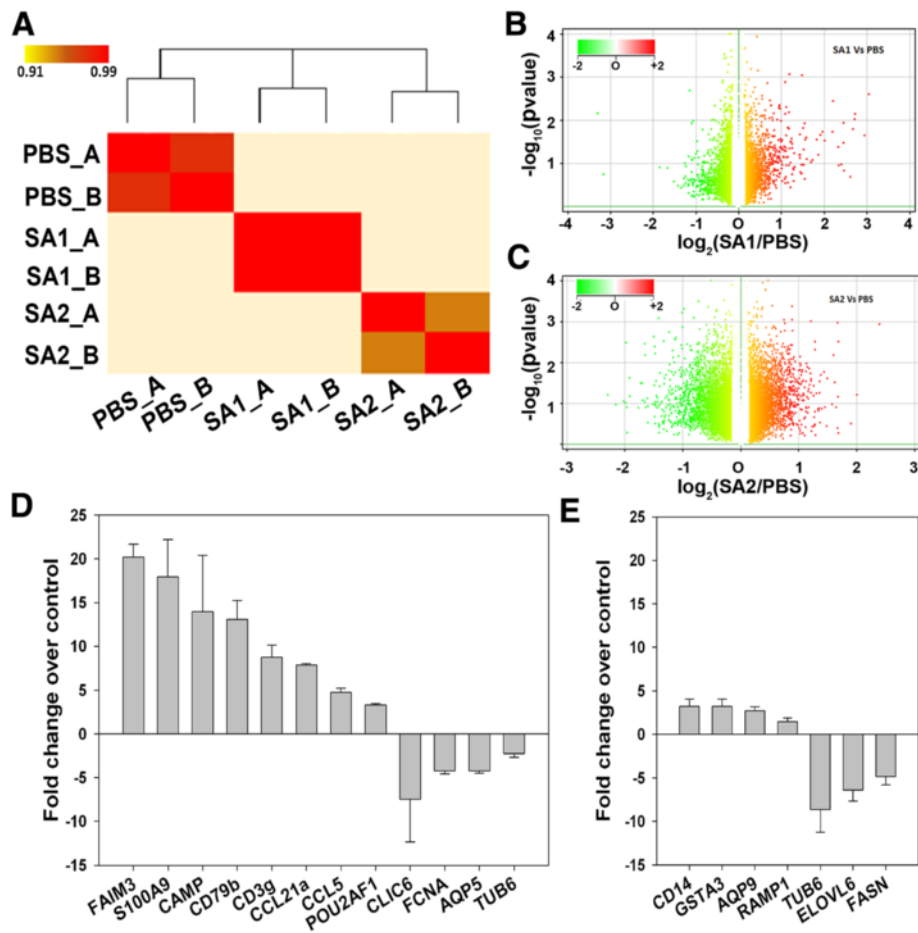 A
0.91 0.99
PBS_A
PBS_B
SA1_A
SA1_B
SA2_A
SA2_B
PBS_A PBS_B SA1_A SA1_B SA2_A SA2_B
B
SA1 Vs PBS
-2 O +2
-log10(pvalue)
4
3
2
1
-4 -3 -2 -1 O 1 2 3 4
log2(SA1/PBS)
C
SA2 Vs PBS
-2 O +2
-log10(pvalue)
4
3
2
1
-3 -2 -1 O 1 2 3
log2(SA2/PBS)
D
Fold change over control
25
20
15
10
5
0
-5
-10
-15
FAIM3 S100A9 CAMP CD79b CD3g CCL21a CCL5 POU2AF1 CLIC6 FCNA AQP5 TUB6
E
Fold change over control
25
20
15
10
5
0
-5
-10
-15
CD14 GSTA3 AQP9 RAMP1 TUB6 ELOVL6 FASN